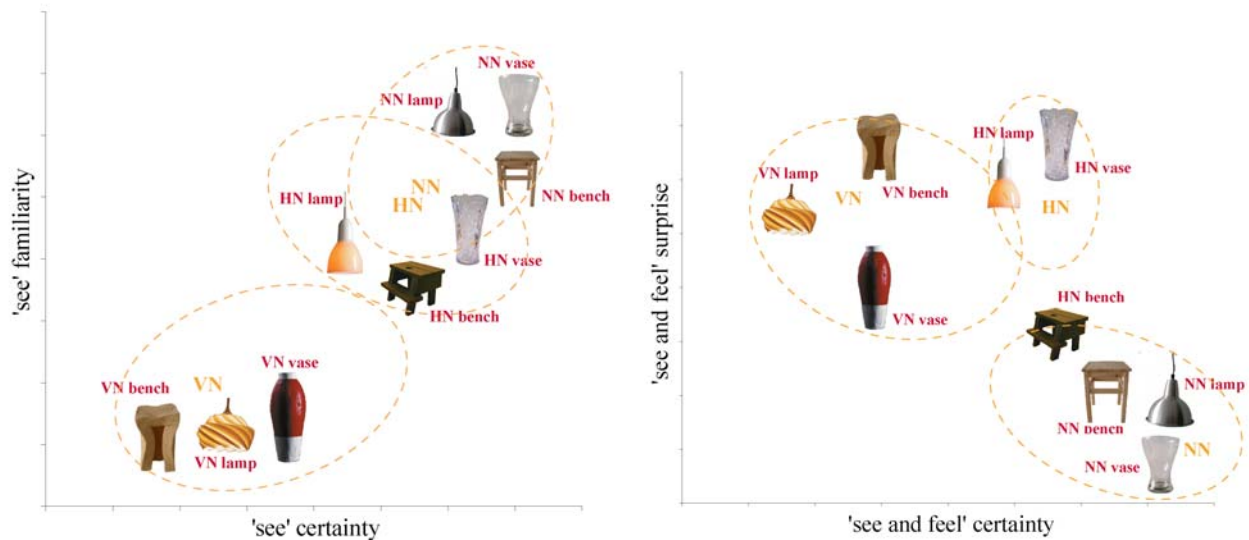 'see' familiarity
NN vase
NN lamp
NN bench
HN lamp
NN
HN
HN vase
HN bench
VN vase
VN bench
VN
VN lamp
'see' certainty
'see and feel' surprise
HN lamp
HN vase
VN lamp
VN
VN bench
HN
HN bench
VN vase
NN lamp
NN bench
NN
NN vase
'see and feel' certainty